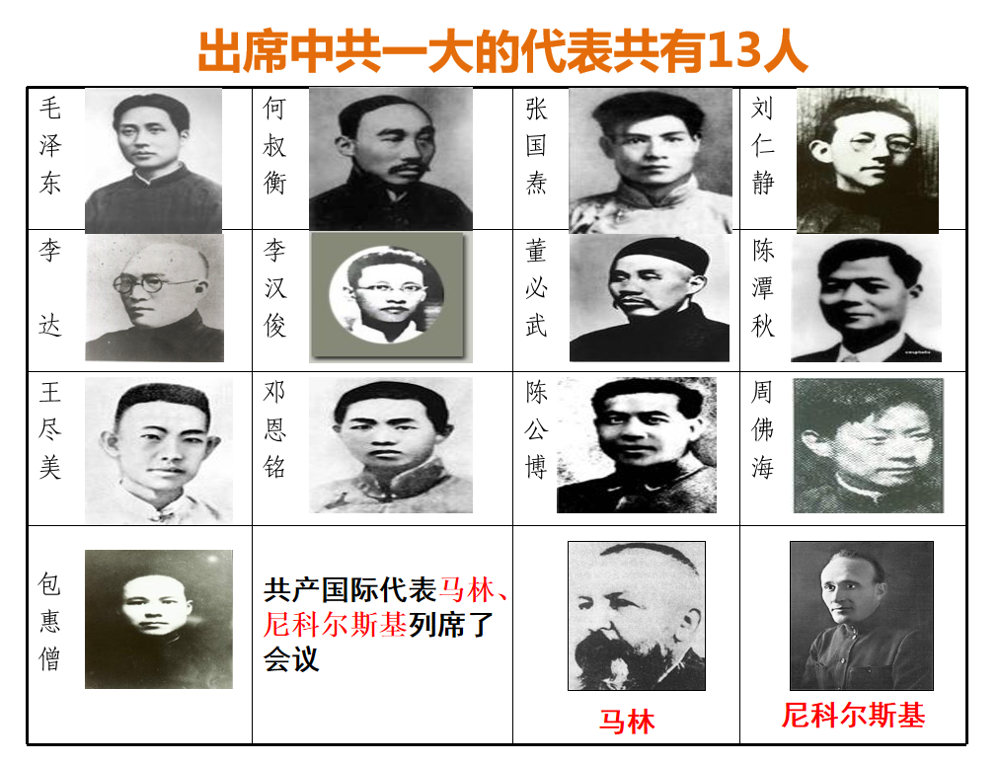 出席中共一大的代表共有13人
毛泽东
何叔衡
张国焘
刘仁静
李达
李汉俊
董必武
陈潭秋
王尽美
邓恩铭
陈公博
周佛海
包惠僧
共产国际代表马林、
尼科尔斯基列席了
会议
马林
尼科尔斯基